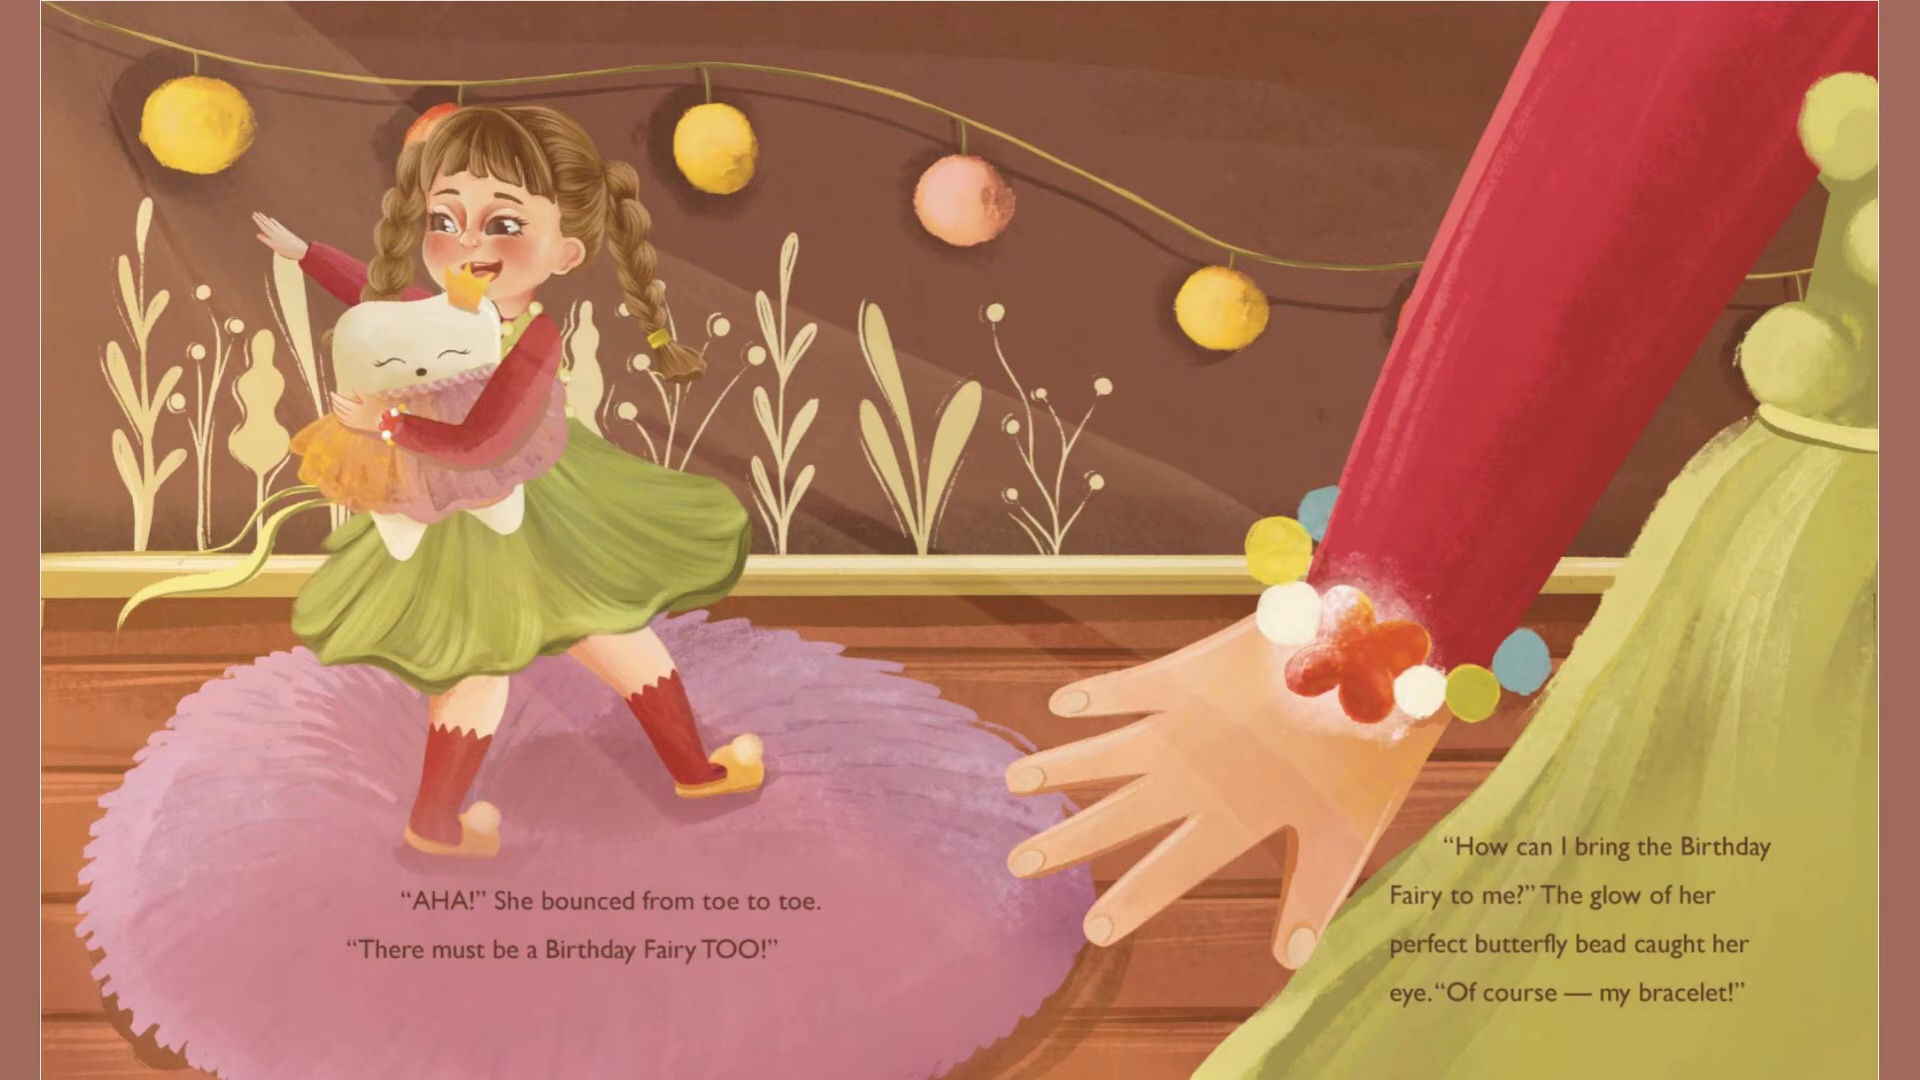 “AHA!” She bounced from toe to toe.
“There must be a Birthday Fairy TOO!”
“How can I bring the Birthday
Fairy to me?” The glow of her
perfect butterfly bead caught her
eye.“Of course — my bracelet!”